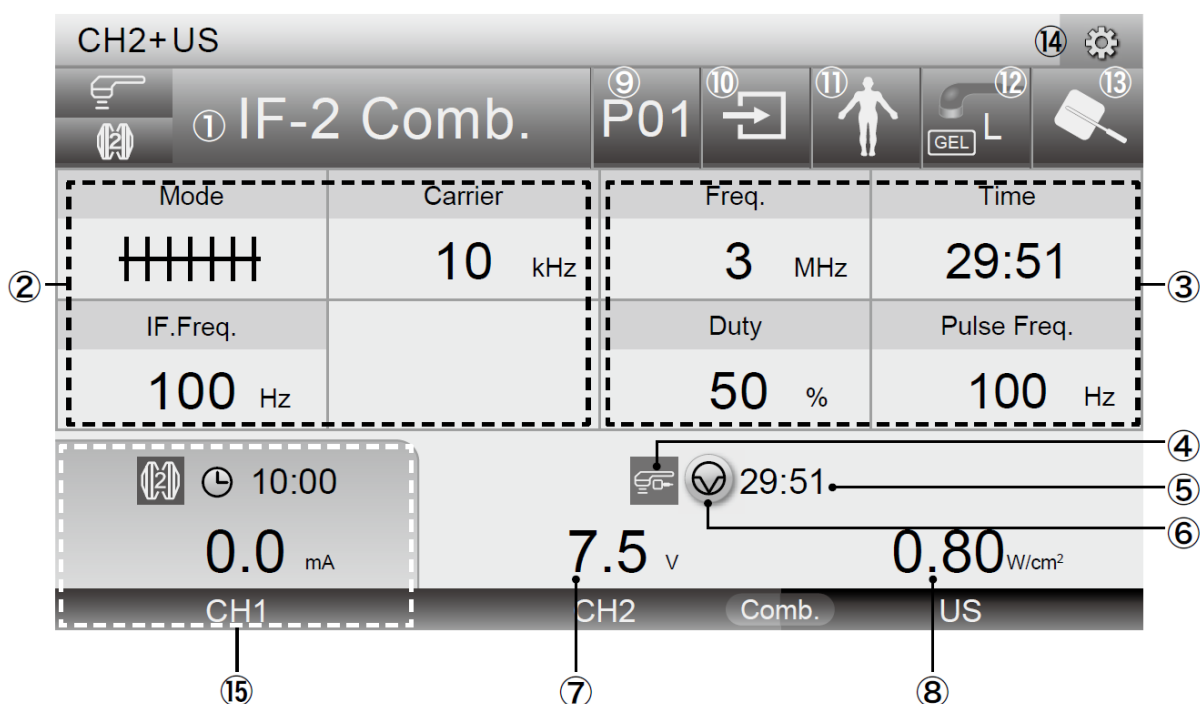 CH2+US ⑭
① IF-2 Comb. ⑨ P01 ⑩ ⑪ ⑫ GEL L ⑬
2
Mode Carrier Freq. Time
10 kHz 3 MHz 29:51
② ③
IF.Freq. Duty Pulse Freq.
100 Hz 50 % 100 Hz
④
2 10:00 29:51 ⑤
⑥
0.0 mA 7.5 V 0.80 W/cm²
CH1 CH2 Comb. US
⑮ ⑦ ⑧